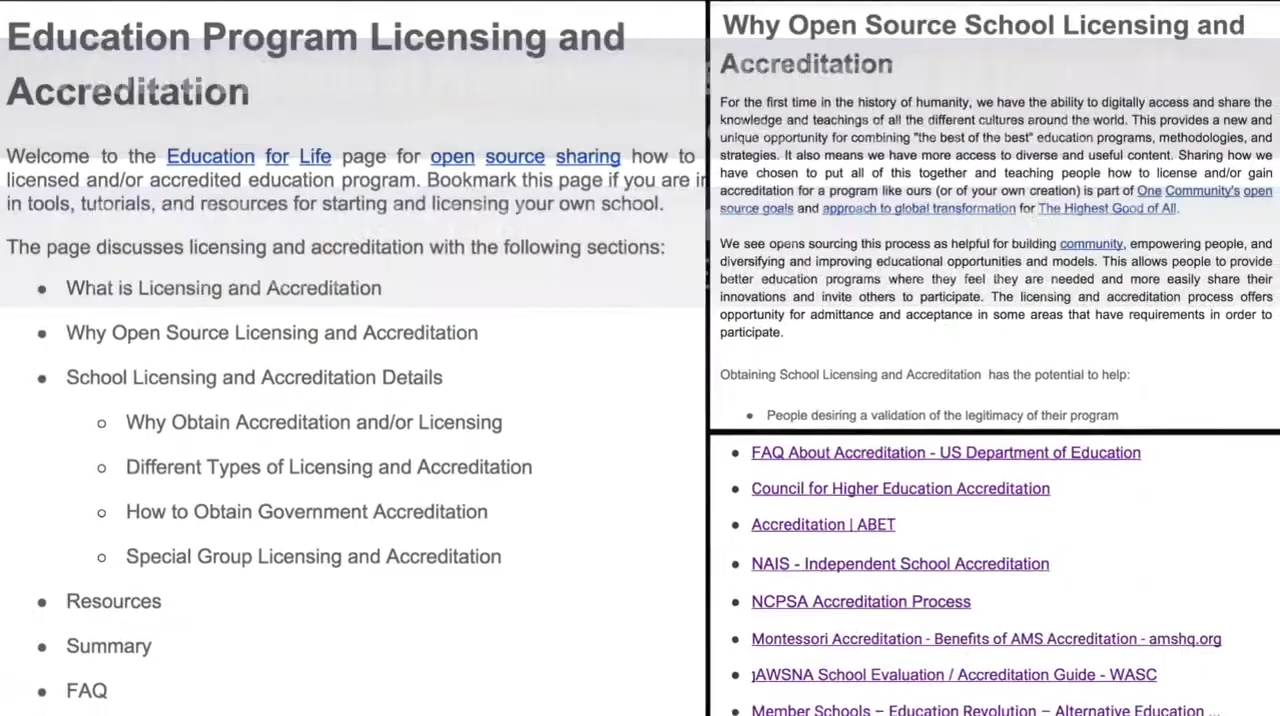 Education Program Licensing and
Accreditation
Welcome to the Education for Life page for open source sharing how to
licensed and/or accredited education program. Bookmark this page if you are in
in tools, tutorials, and resources for starting and licensing your own school.
The page discusses licensing and accreditation with the following sections:
● What is Licensing and Accreditation
● Why Open Source Licensing and Accreditation
● School Licensing and Accreditation Details
○ Why Obtain Accreditation and/or Licensing
○ Different Types of Licensing and Accreditation
○ How to Obtain Government Accreditation
○ Special Group Licensing and Accreditation
● Resources
● Summary
● FAQ
Why Open Source School Licensing and
Accreditation
For the first time in the history of humanity, we have the ability to digitally access and share the
knowledge and teachings of all the different cultures around the world. This provides a new and
unique opportunity for combining "the best of the best" education programs, methodologies, and
strategies. It also means we have more access to diverse and useful content. Sharing how we
have chosen to put all of this together and teaching people how to license and/or gain
accreditation for a program like ours (or of your own creation) is part of One Community's open
source goals and approach to global transformation for The Highest Good of All.
We see opens sourcing this process as helpful for building community, empowering people, and
diversifying and improving educational opportunities and models. This allows people to provide
better education programs where they feel they are needed and more easily share their
innovations and invite others to participate. The licensing and accreditation process offers
opportunity for admittance and acceptance in some areas that have requirements in order to
participate.
Obtaining School Licensing and Accreditation has the potential to help:
● People desiring a validation of the legitimacy of their program
● FAQ About Accreditation - US Department of Education
● Council for Higher Education Accreditation
● Accreditation | ABET
● NAIS - Independent School Accreditation
● NCPSA Accreditation Process
● Montessori Accreditation - Benefits of AMS Accreditation - amshq.org
● AWSNA School Evaluation / Accreditation Guide - WASC
● Member Schools – Education Revolution – Alternative Education ...